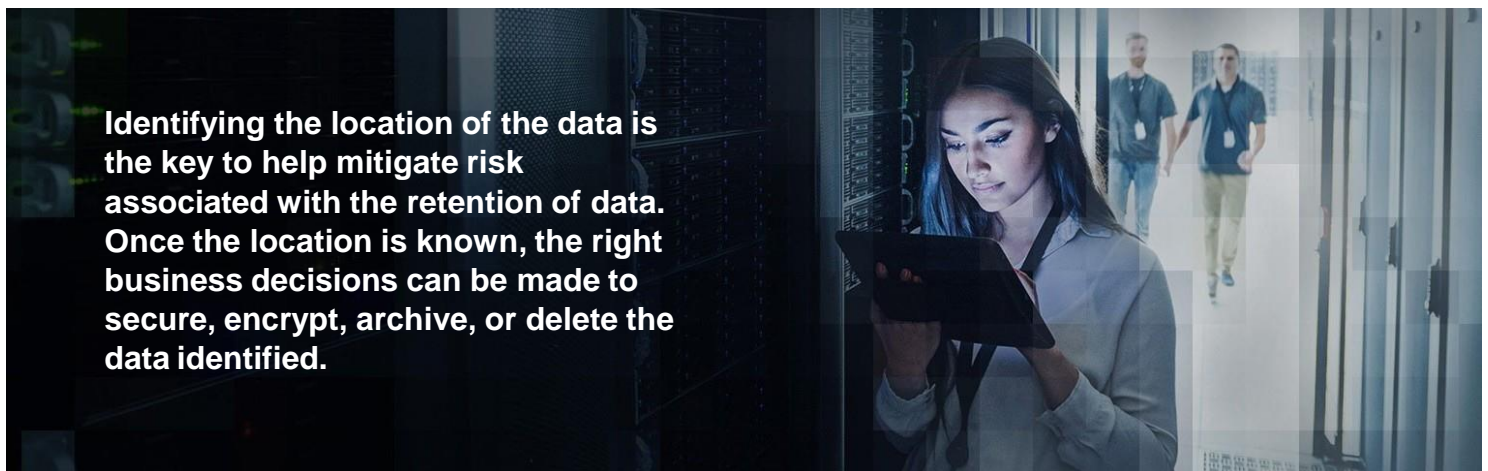 Identifying the location of the data is
the key to help mitigate risk
associated with the retention of data.
Once the location is known, the right
business decisions can be made to
secure, encrypt, archive, or delete the
data identified.